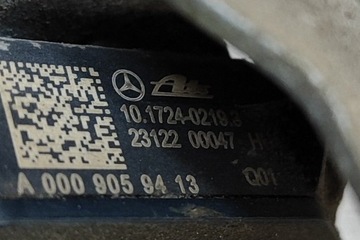 Ate
10.1724-0219.3
23122 00047 H
A 000 905 94 13 Q01